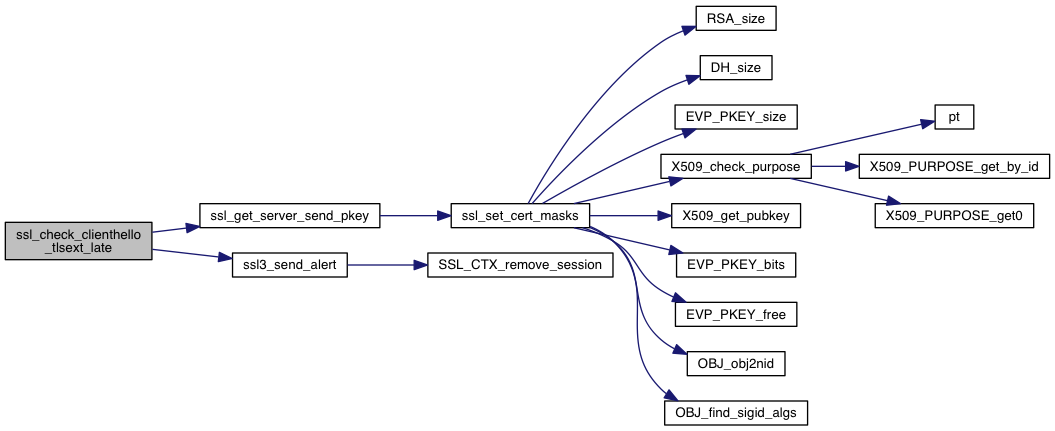 ssl_check_clienthello
_tlsext_late
ssl_get_server_send_pkey
ssl3_send_alert
ssl_set_cert_masks
SSL_CTX_remove_session
RSA_size
DH_size
EVP_PKEY_size
X509_check_purpose
X509_get_pubkey
EVP_PKEY_bits
EVP_PKEY_free
OBJ_obj2nid
OBJ_find_sigid_algs
pt
X509_PURPOSE_get_by_id
X509_PURPOSE_get0